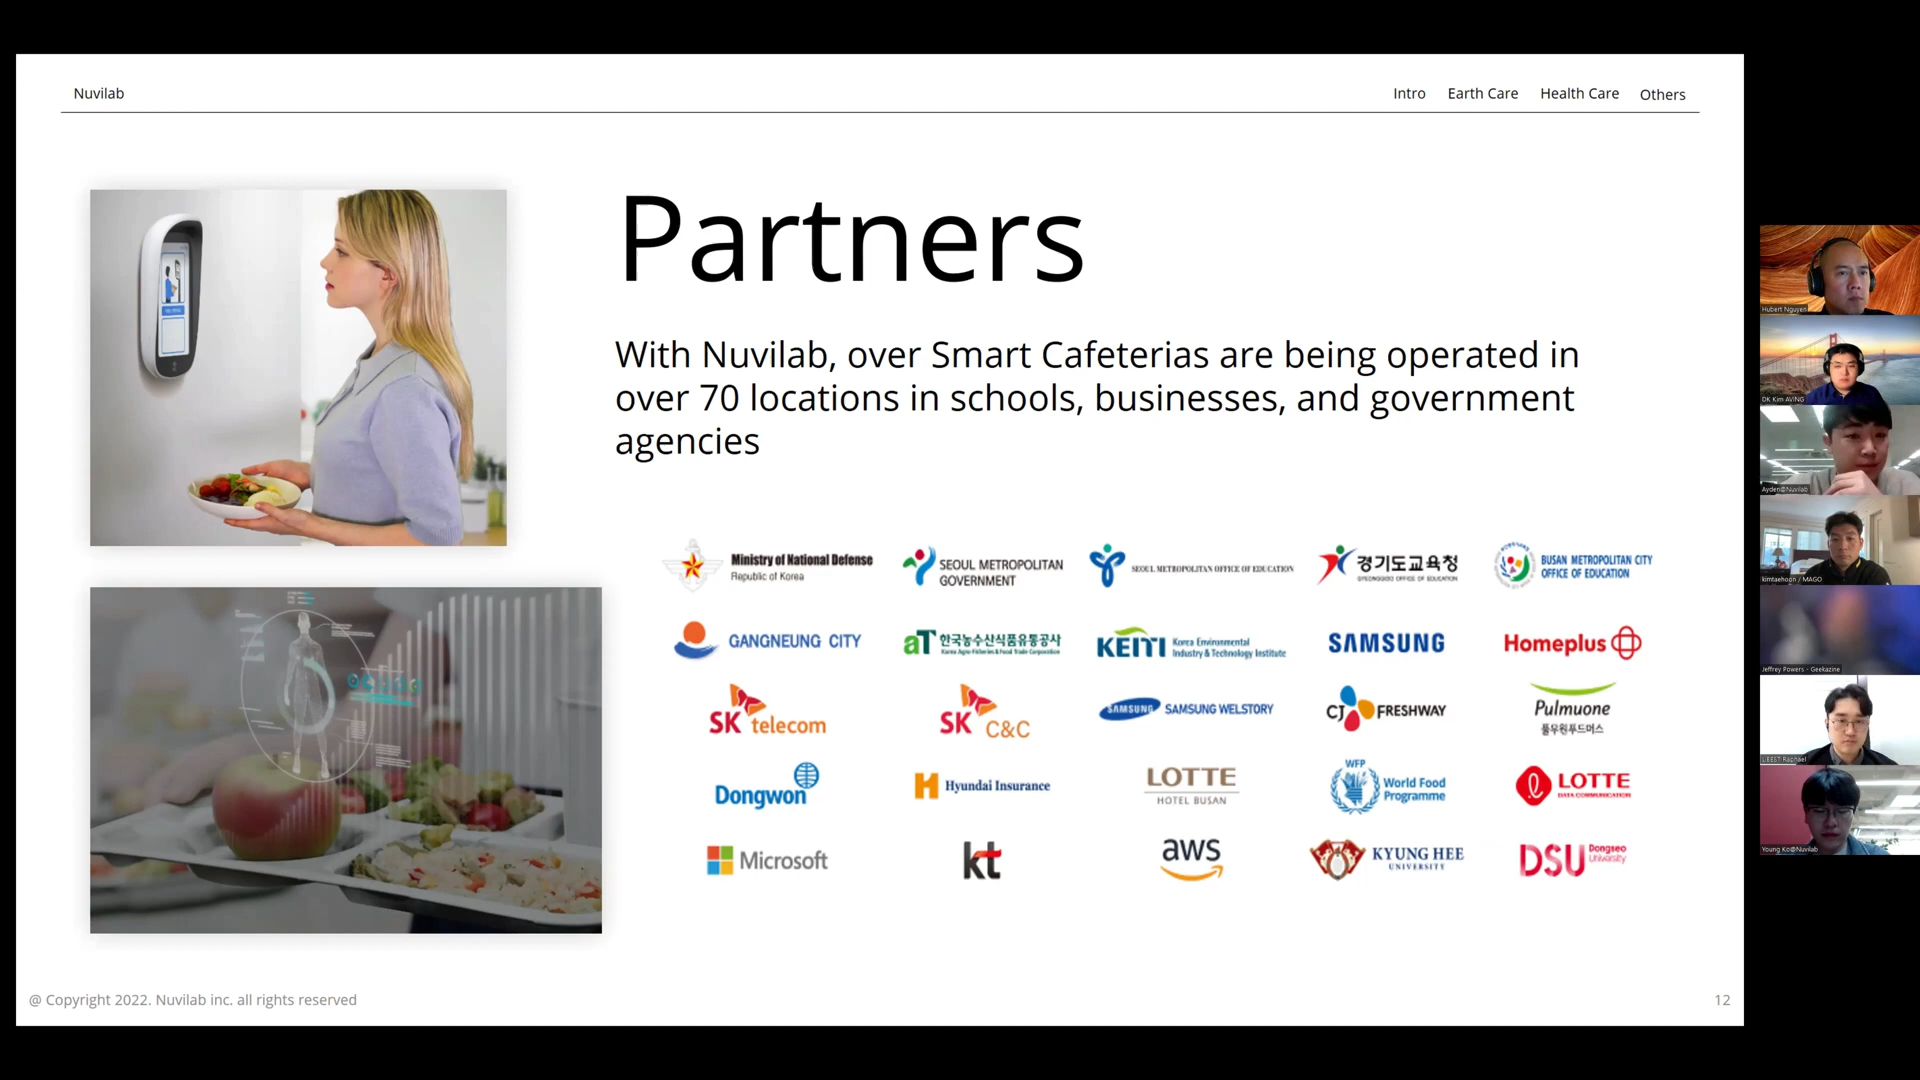 Nuvilab
Intro Earth Care Health Care Others
Partners
With Nuvilab, over Smart Cafeterias are being operated in
over 70 locations in schools, businesses, and government
agencies
Ministry of National Defense
Republic of Korea
SEOUL METROPOLITAN
GOVERNMENT
SEOUL METROPOLITAN OFFICE OF EDUCATION
경기도교육청
GYEONGGIDO OFFICE OF EDUCATION
BUSAN METROPOLITAN CITY
OFFICE OF EDUCATION
GANGNEUNG CITY
aT 한국농수산식품유통공사
Korea Agro-Fisheries & Food Trade Corporation
KEITI Korea Environmental
Industry & Technology Institute
SAMSUNG
Homeplus
SK telecom
SK C&C
SAMSUNG SAMSUNG WELSTORY
CJ FRESHWAY
Pulmuone
풀무원푸드머스
Dongwon
Hyundai Insurance
LOTTE
HOTEL BUSAN
WFP
World Food
Programme
LOTTE
DATA COMMUNICATION
Microsoft
kt
aws
KYUNG HEE
UNIVERSITY
DSU Dongseo
University
@ Copyright 2022. Nuvilab inc. all rights reserved
12
Hubert Nguyen
DK Kim AVING
Ayden@Nuvilab
kimtaehoon / MAGO
Jeffrey Powers - Geekazine
LIBEST Raphael
Young Ko@Nuvilab